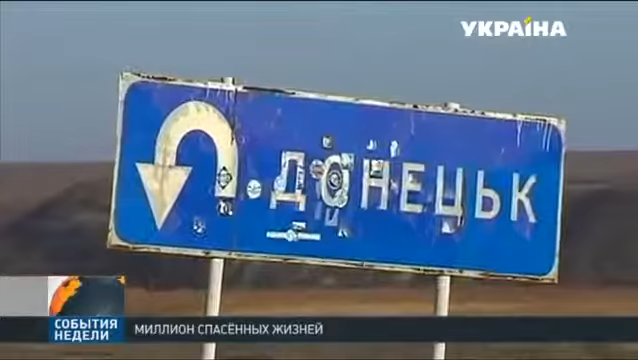 УКРАЇНА
м. Донецьк
СОБЫТИЯ
НЕДЕЛИ
МИЛЛИОН СПАСЁННЫХ ЖИЗНЕЙ